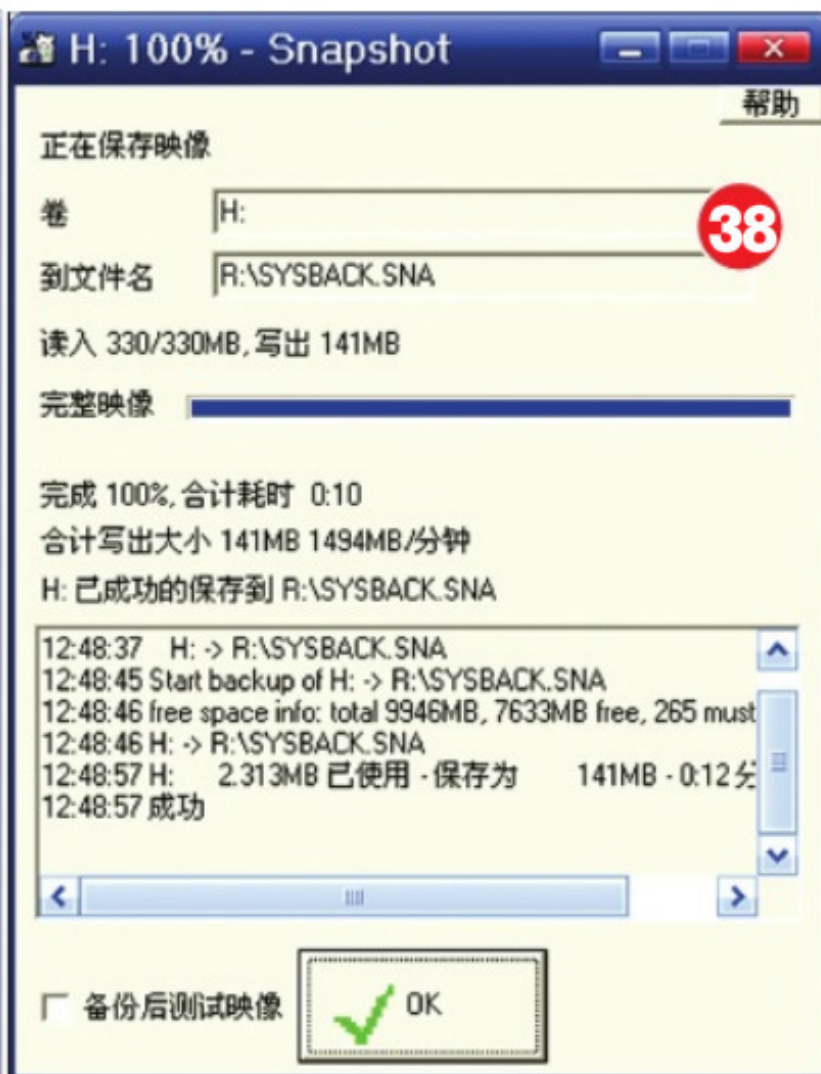 H: 100% - Snapshot
帮助
正在保存映像
卷 H:
38
到文件名 R:\SYSBACK.SNA
读入 330/330MB, 写出 141MB
完整映像
完成 100%, 合计耗时 0:10
合计写出大小 141MB 1494MB/分钟
H: 已成功的保存到 R:\SYSBACK.SNA
12:48:37 H: -> R:\SYSBACK.SNA
12:48:45 Start backup of H: -> R:\SYSBACK.SNA
12:48:46 free space info: total 9946MB, 7633MB free, 265 must
12:48:46 H: -> R:\SYSBACK.SNA
12:48:57 H: 2.313MB 已使用 - 保存为 141MB - 0:12 分
12:48:57 成功
备份后测试映像 OK